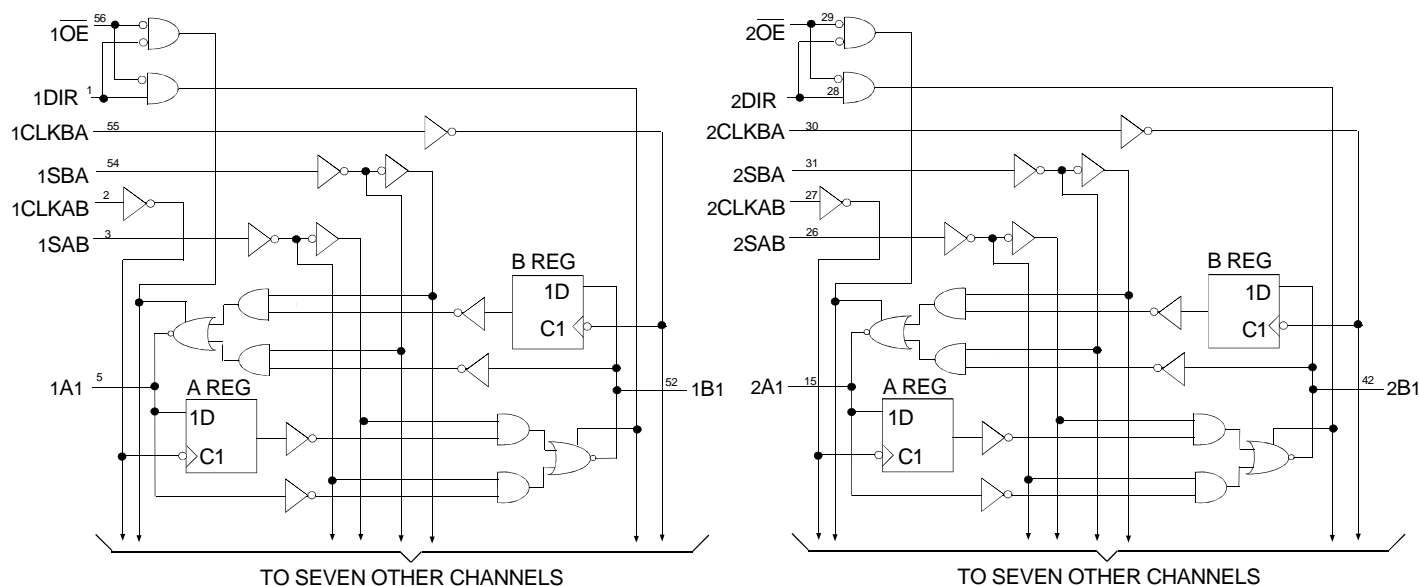 56
1OE
1DIR 1
1CLKBA 55
1SBA 54
1CLKAB 2
1SAB 3
B REG
1D
C1
1A1 5
52 1B1
A REG
1D
C1
TO SEVEN OTHER CHANNELS
29
2OE
2DIR 28
2CLKBA 30
2SBA 31
2CLKAB 27
2SAB 26
B REG
1D
C1
2A1 15
42 2B1
A REG
1D
C1
TO SEVEN OTHER CHANNELS